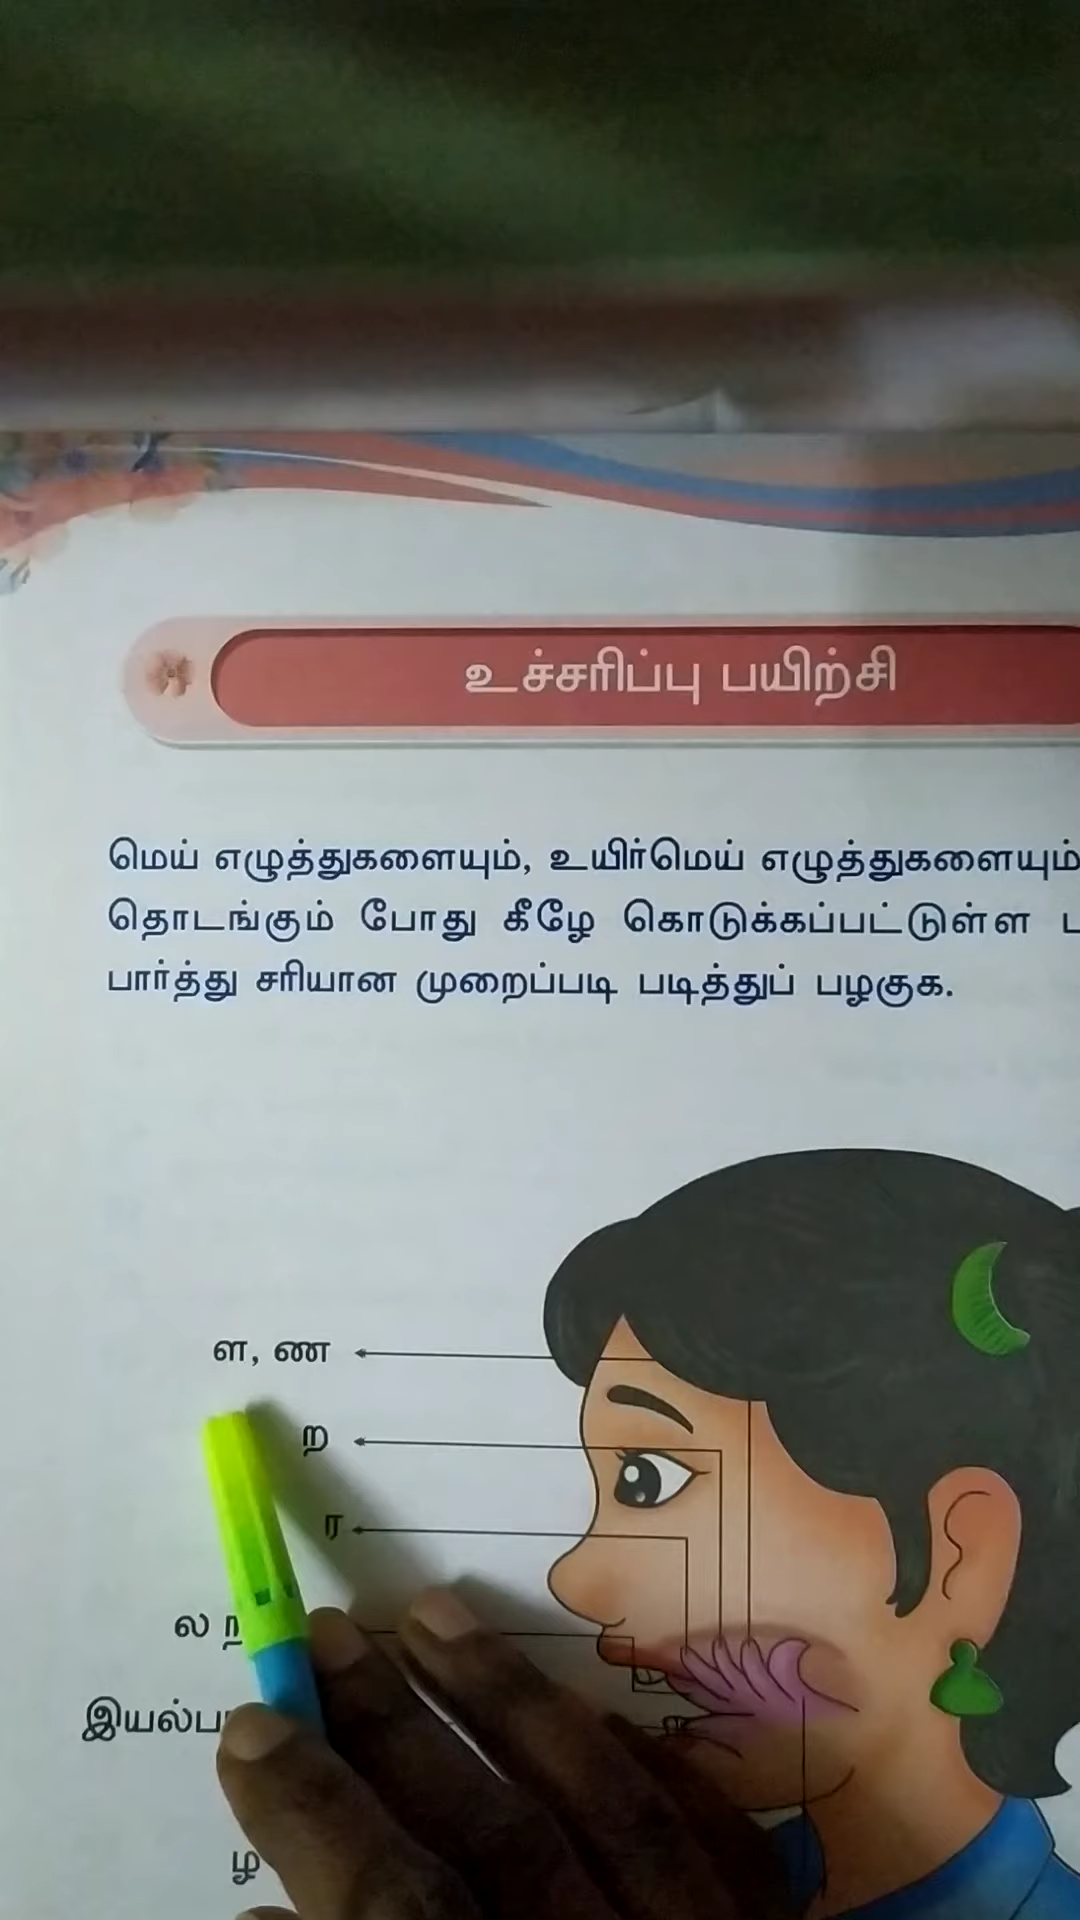 உச்சரிப்பு பயிற்சி
மெய் எழுத்துகளையும், உயிர்மெய் எழுத்துகளையும்
தொடங்கும் போது கீழே கொடுக்கப்பட்டுள்ள
பார்த்து சரியான முறைப்படி படித்துப் பழகுக.
ள, ண
ற
ர
ல
ழ